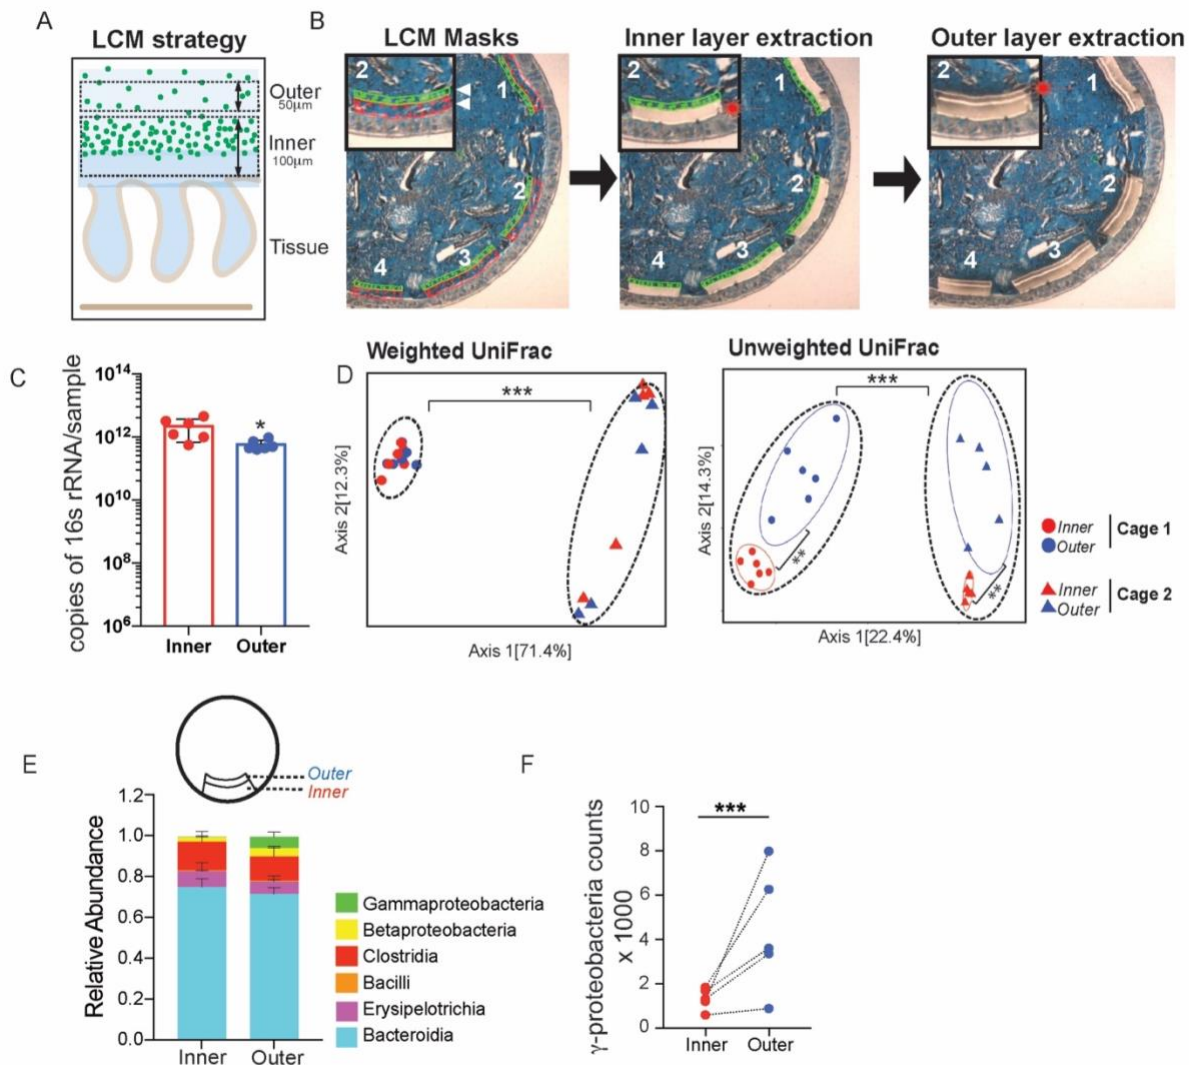 A
LCM strategy
Outer
50μm
Inner
100μm
Tissue
B
LCM Masks
Inner layer extraction
Outer layer extraction
2
1
2
3
4
2
1
2
3
4
2
1
2
3
4
C
copies of 16s rRNA/sample
10^14
10^12
10^10
10^8
10^6
*
Inner
Outer
D
Weighted UniFrac
***
Axis 2[12.3%]
Axis 1[71.4%]
Unweighted UniFrac
***
**
**
Axis 2[14.3%]
Axis 1[22.4%]
Inner
Outer
Cage 1
Inner
Outer
Cage 2
E
Outer
Inner
Relative Abundance
1.2
1.0
0.8
0.6
0.4
0.2
0.0
Inner
Outer
Gammaproteobacteria
Betaproteobacteria
Clostridia
Bacilli
Erysipelotrichia
Bacteroidia
F
γ-proteobacteria counts
x 1000
10
8
6
4
2
0
***
Inner
Outer